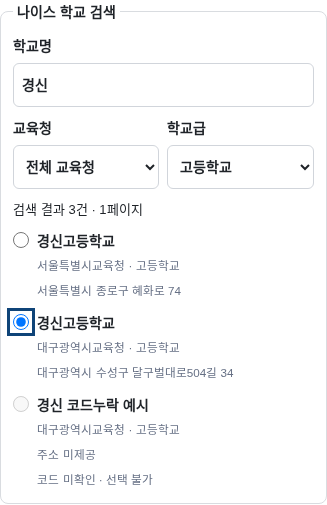 나이스 학교 검색
학교명
경신
교육청 학교급
전체 교육청 고등학교
검색 결과 3건 · 1페이지
경신고등학교
서울특별시교육청 · 고등학교
서울특별시 종로구 혜화로 74
경신고등학교
대구광역시교육청 · 고등학교
대구광역시 수성구 달구벌대로504길 34
경신 코드누락 예시
대구광역시교육청 · 고등학교
주소 미제공
코드 미확인 · 선택 불가